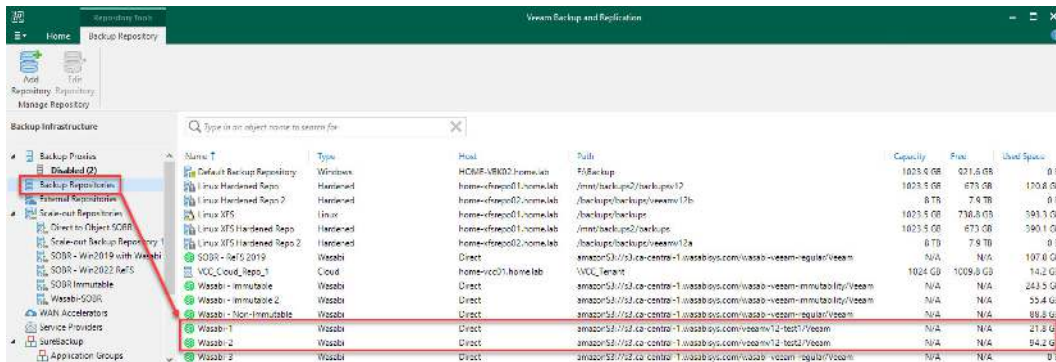 Repository Tools
Veeam Backup and Replication
Home Backup Repository
Add Repository
Edit Repository
Manage Repository
Backup Infrastructure
Type in an object name to search for
Backup Proxies
Disabled (2)
Backup Repositories
External Repositories
Scale-out Repositories
Direct to Object SOBR
Scale-out Backup Repository 1
SOBR - Win2019 with Wasabi
SOBR - Win2022 ReFS
SOBR Immutable
Wasabi-SOBR
WAN Accelerators
Service Providers
SureBackup
Application Groups
Name Type Host Path Capacity Free Used Space
Default Backup Repository Windows HOME-VBK02.home.lab F:\Backup 1023.9 GB 921.6 GB 0
Linux Hardened Repo Hardened home-xfsrepo01.home.lab /mnt/backups2/backupsv12 1023.5 GB 673 GB 120.8 G
Linux Hardened Repo 2 Hardened home-xfsrepo02.home.lab /backups/backups/veeamv12b 8 TB 7.9 TB 0
Linux XFS Linux home-xfsrepo01.home.lab /backups/backups 1023.5 GB 738.8 GB 393.3 G
Linux XFS Hardened Repo Hardened home-xfsrepo01.home.lab /mnt/backups2/backups 1023.5 GB 673 GB 390.1 G
Linux XFS Hardened Repo 2 Hardened home-xfsrepo02.home.lab /backups/backups/veeamv12a 8 TB 7.9 TB 0
SOBR - ReFS 2019 Wasabi Direct amazonS3://s3.ca-central-1.wasabisys.com/wasabi-veeam-regular/Veeam N/A N/A 107.8 G
VCC_Cloud_Repo_1 Cloud home-vcc01.home.lab \VCC_Tenant 1024 GB 1009.8 GB 14.2 G
Wasabi - Immutable Wasabi Direct amazonS3://s3.ca-central-1.wasabisys.com/wasabi-veeam-immutability/Veeam N/A N/A 243.5 G
Wasabi - Immutable 2 Wasabi Direct amazonS3://s3.ca-central-1.wasabisys.com/wasabi-veeam-immutability/Veeam N/A N/A 55.4 G
Wasabi - Non-Immutable Wasabi Direct amazonS3://s3.ca-central-1.wasabisys.com/wasabi-veeam-regular/Veeam N/A N/A 88.8 G
Wasabi-1 Wasabi Direct amazonS3://s3.ca-central-1.wasabisys.com/veeamv12-test1/Veeam N/A N/A 21.8 G
Wasabi-2 Wasabi Direct amazonS3://s3.ca-central-1.wasabisys.com/veeamv12-test2/Veeam N/A N/A 94.2 G
Wasabi-3 Wasabi Direct amazonS3://s3.ca-central-1.wasabisys.com/wasabi-veeam-regular/Veeam N/A N/A 0